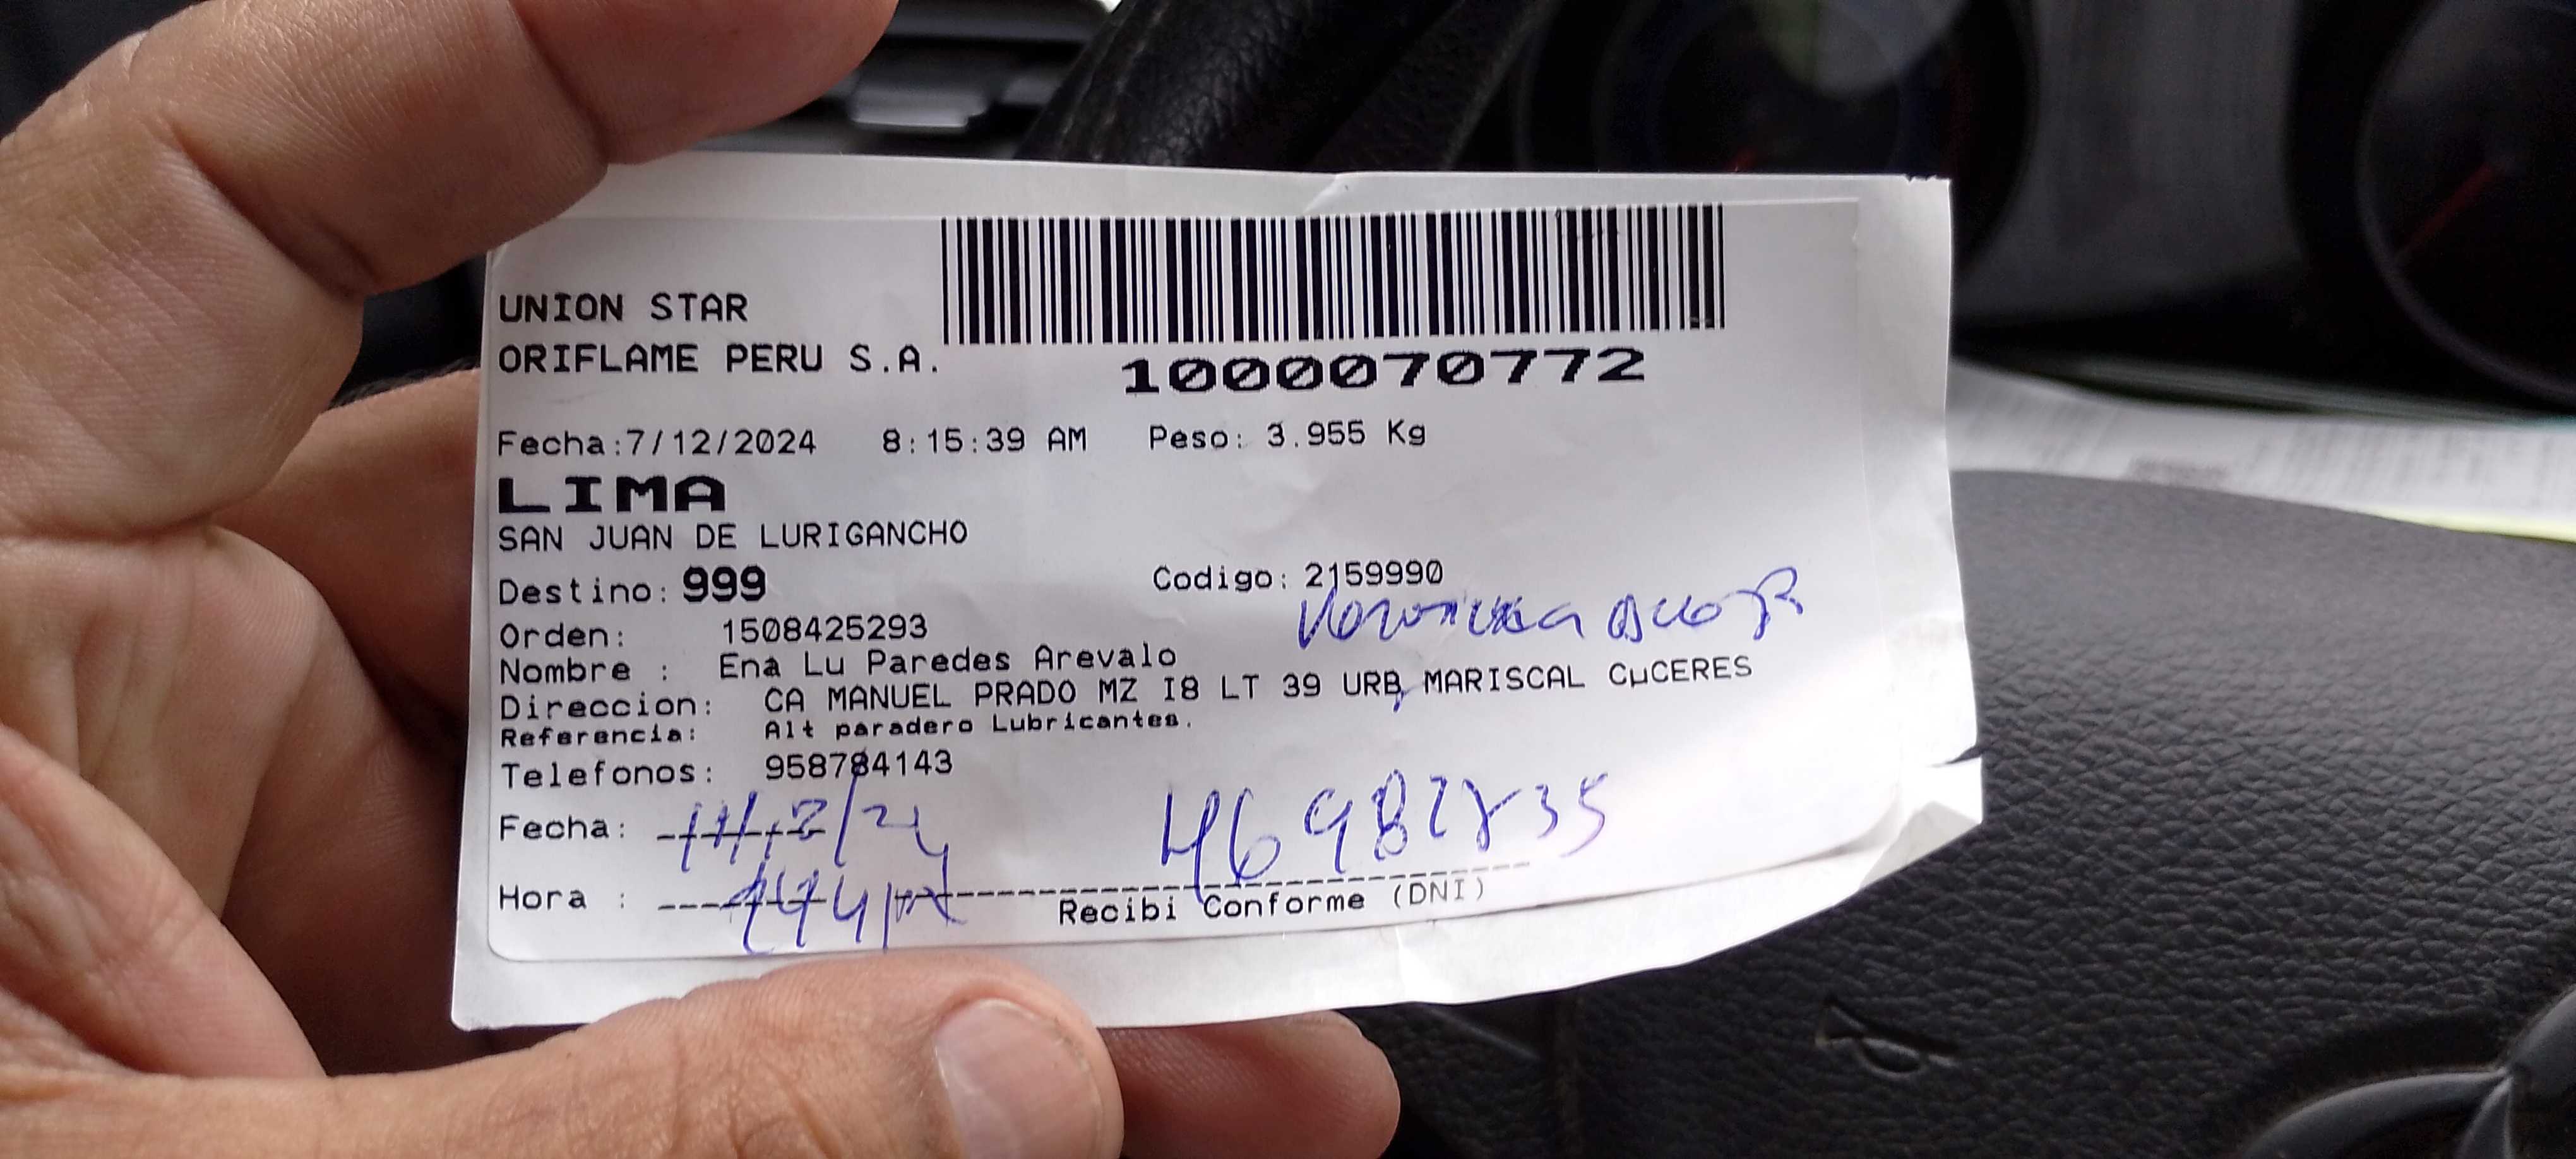 UNION STAR
ORIFLAME PERU S.A.
1000070772
Fecha:7/12/2024 8:15:39 AM Peso: 3.955 Kg
LIMA
SAN JUAN DE LURIGANCHO
Destino: 999 Codigo: 2159990
Orden: 1508425293
Nombre : Ena Lu Paredes Arevalo
Direccion: CA MANUEL PRADO MZ I8 LT 39 URB, MARISCAL CµCERES
Referencia: Alt paradero Lubricantes.
Telefonos: 958784143
Fecha:
Hora :
Recibi Conforme (DNI)